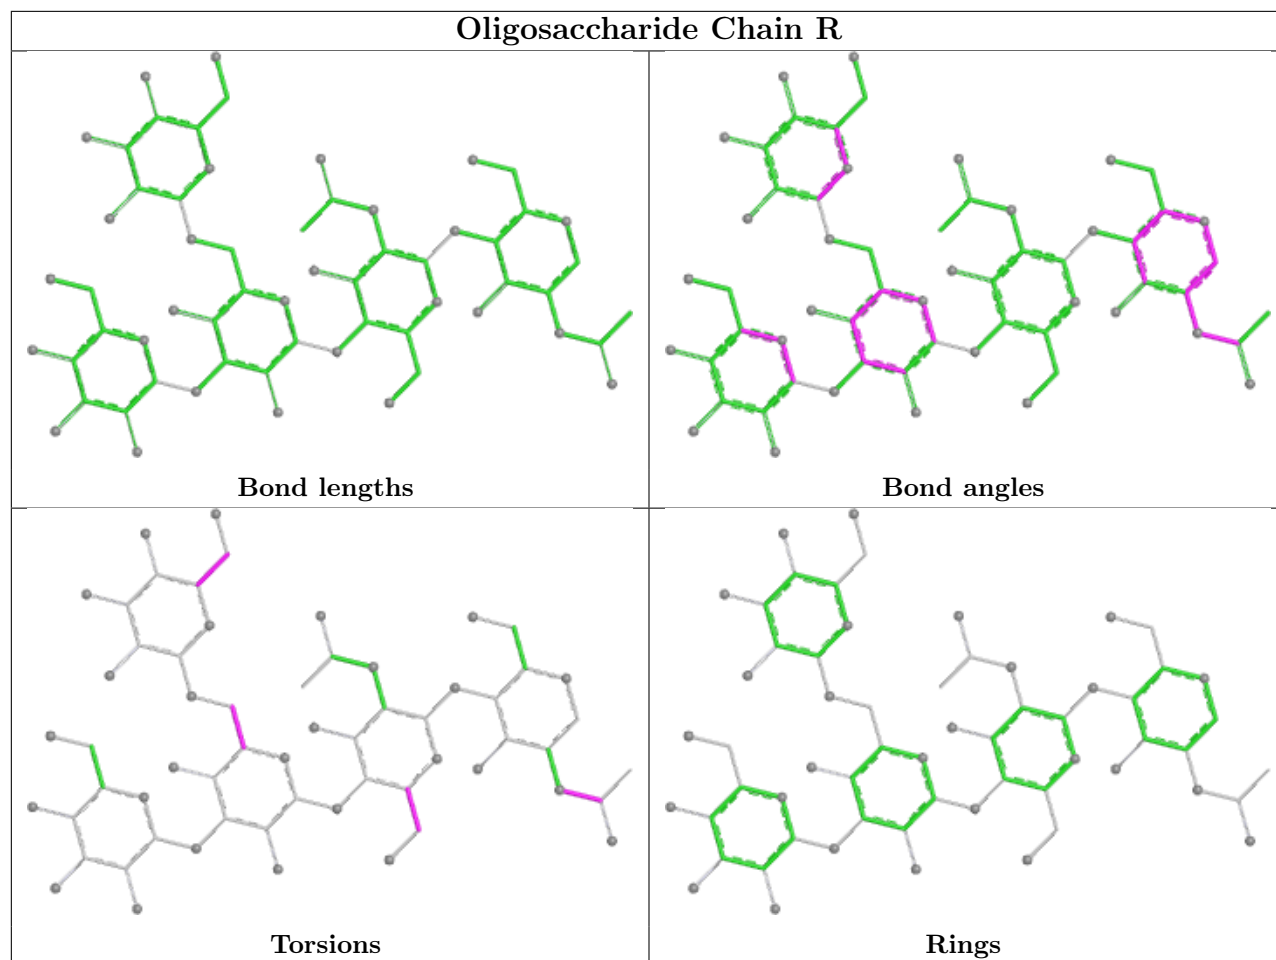 Oligosaccharide Chain R
Bond lengths
Bond angles
Torsions
Rings